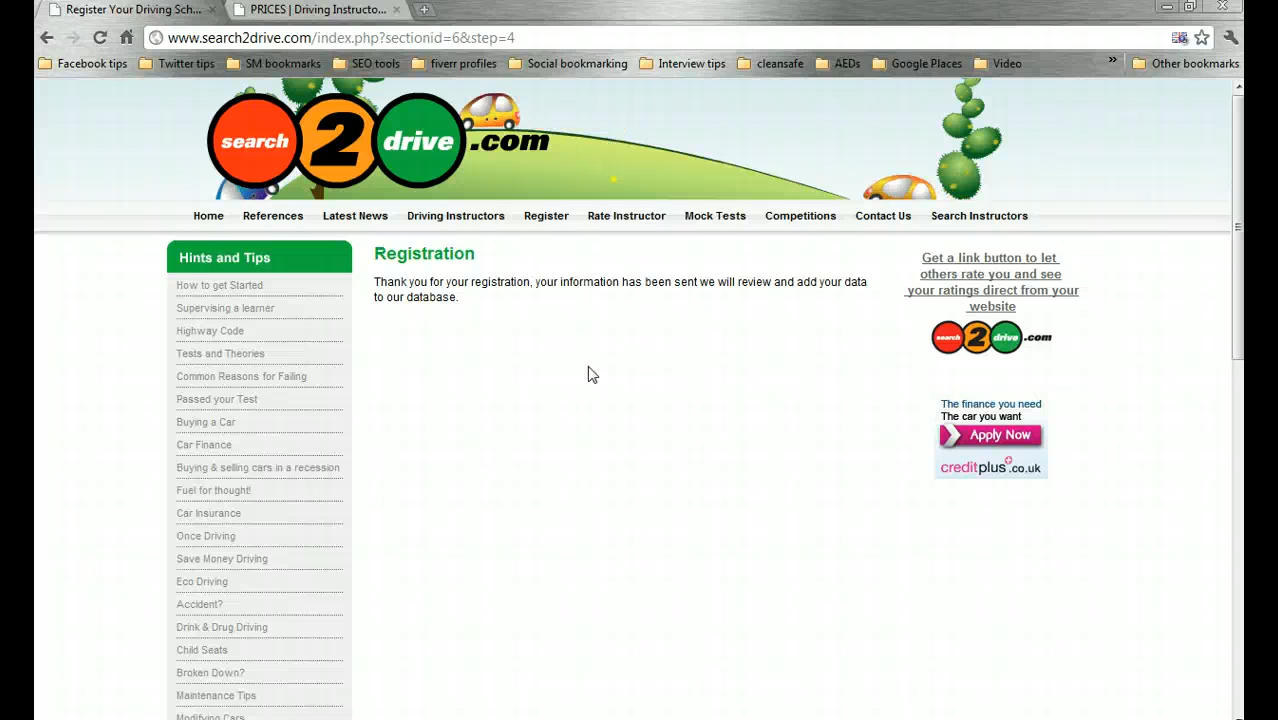 Register Your Driving Sch...
PRICES | Driving Instructo...
www.search2drive.com/index.php?sectionid=6&step=4
Facebook tips
Twitter tips
SM bookmarks
SEO tools
fiverr profiles
Social bookmarking
Interview tips
cleansafe
AEDs
Google Places
Video
»
Other bookmarks
search 2 drive .com
Home
References
Latest News
Driving Instructors
Register
Rate Instructor
Mock Tests
Competitions
Contact Us
Search Instructors
Hints and Tips
How to get Started
Supervising a learner
Highway Code
Tests and Theories
Common Reasons for Failing
Passed your Test
Buying a Car
Car Finance
Buying & selling cars in a recession
Fuel for thought!
Car Insurance
Once Driving
Save Money Driving
Eco Driving
Accident?
Drink & Drug Driving
Child Seats
Broken Down?
Maintenance Tips
Modifying Cars
Registration
Thank you for your registration, your information has been sent we will review and add your data
to our database.
Get a link button to let
others rate you and see
your ratings direct from your
website
search 2 drive .com
The finance you need
The car you want
Apply Now
creditplus.co.uk